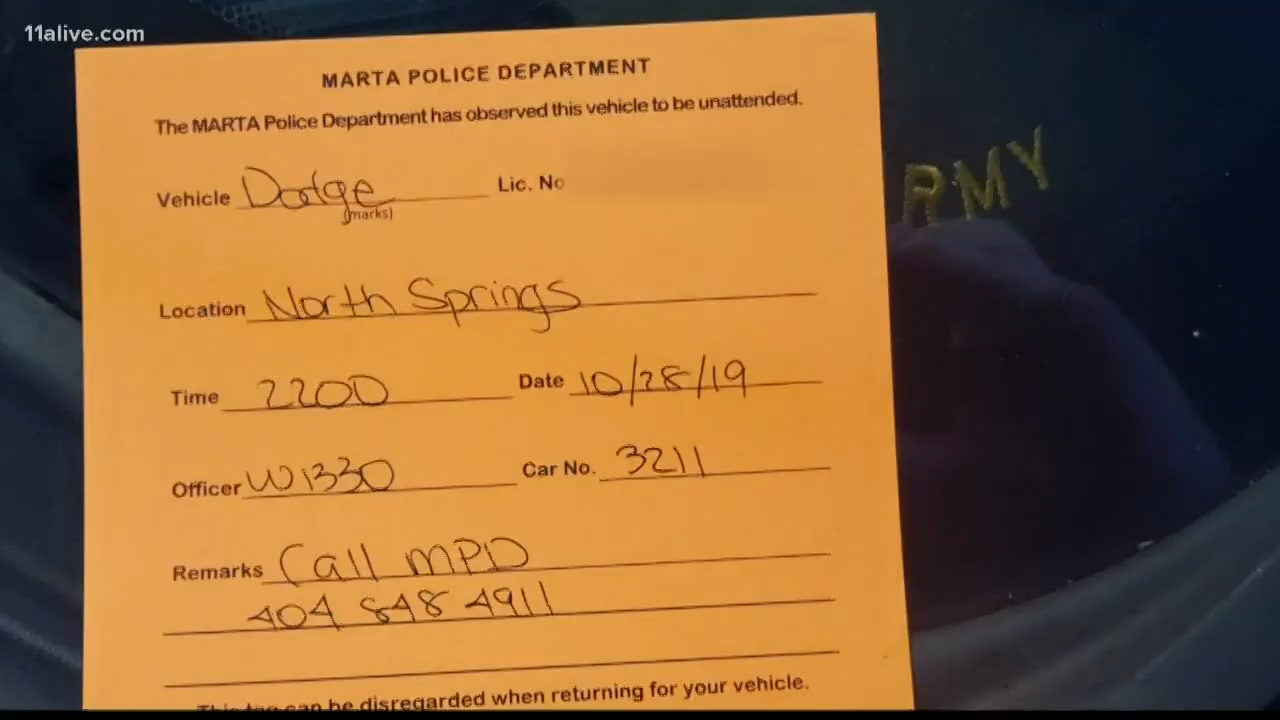 11alive.com
MARTA POLICE DEPARTMENT
The MARTA Police Department has observed this vehicle to be unattended.
Vehicle Dodge Lic. No
(marks)
RMY
Location North Springs
Time 2200 Date 10/28/19
Officer W1330 Car No. 3211
Remarks Call MPD
404 848 4911
This tag can be disregarded when returning for your vehicle.